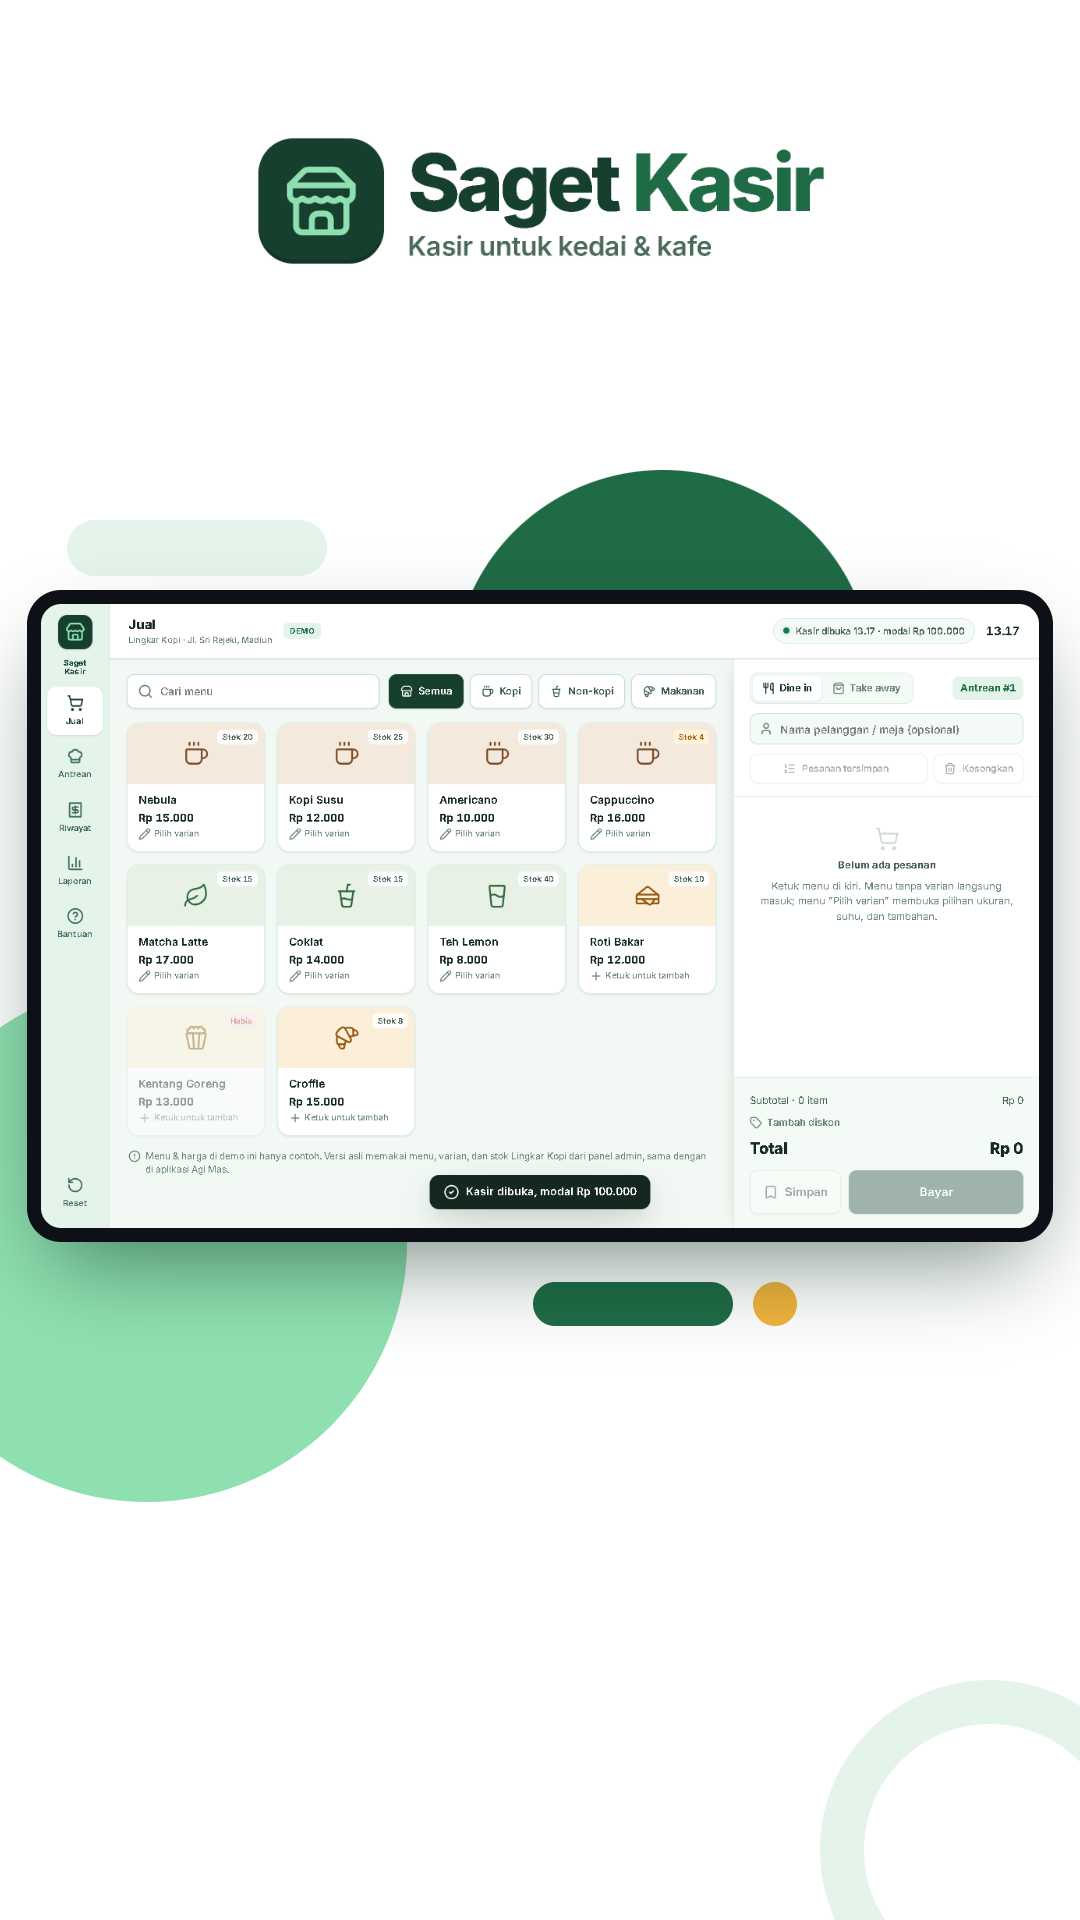 Saget Kasir
Kasir untuk kedai & kafe
Saget
Kasir
Jual
Antrean
Riwayat
Laporan
Bantuan
Reset
Jual
Lingkar Kopi · Jl. Sri Rejeki, Madiun
DEMO
Kasir dibuka 13.17 · modal Rp 100.000
13.17
Cari menu
Semua
Kopi
Non-kopi
Makanan
Stok 20
Nebula
Rp 15.000
Pilih varian
Stok 25
Kopi Susu
Rp 12.000
Pilih varian
Stok 30
Americano
Rp 10.000
Pilih varian
Stok 4
Cappuccino
Rp 16.000
Pilih varian
Stok 15
Matcha Latte
Rp 17.000
Pilih varian
Stok 15
Coklat
Rp 14.000
Pilih varian
Stok 40
Teh Lemon
Rp 8.000
Pilih varian
Stok 10
Roti Bakar
Rp 12.000
Ketuk untuk tambah
Habis
Kentang Goreng
Rp 13.000
Ketuk untuk tambah
Stok 8
Croffle
Rp 15.000
Ketuk untuk tambah
Menu & harga di demo ini hanya contoh. Versi asli memakai menu, varian, dan stok Lingkar Kopi dari panel admin, sama dengan
di aplikasi Agi Mas.
Kasir dibuka, modal Rp 100.000
Dine in
Take away
Antrean #1
Nama pelanggan / meja (opsional)
Pesanan tersimpan
Kosongkan
Belum ada pesanan
Ketuk menu di kiri. Menu tanpa varian langsung
masuk; menu "Pilih varian" membuka pilihan ukuran,
suhu, dan tambahan.
Subtotal · 0 item
Rp 0
Tambah diskon
Total
Rp 0
Simpan
Bayar